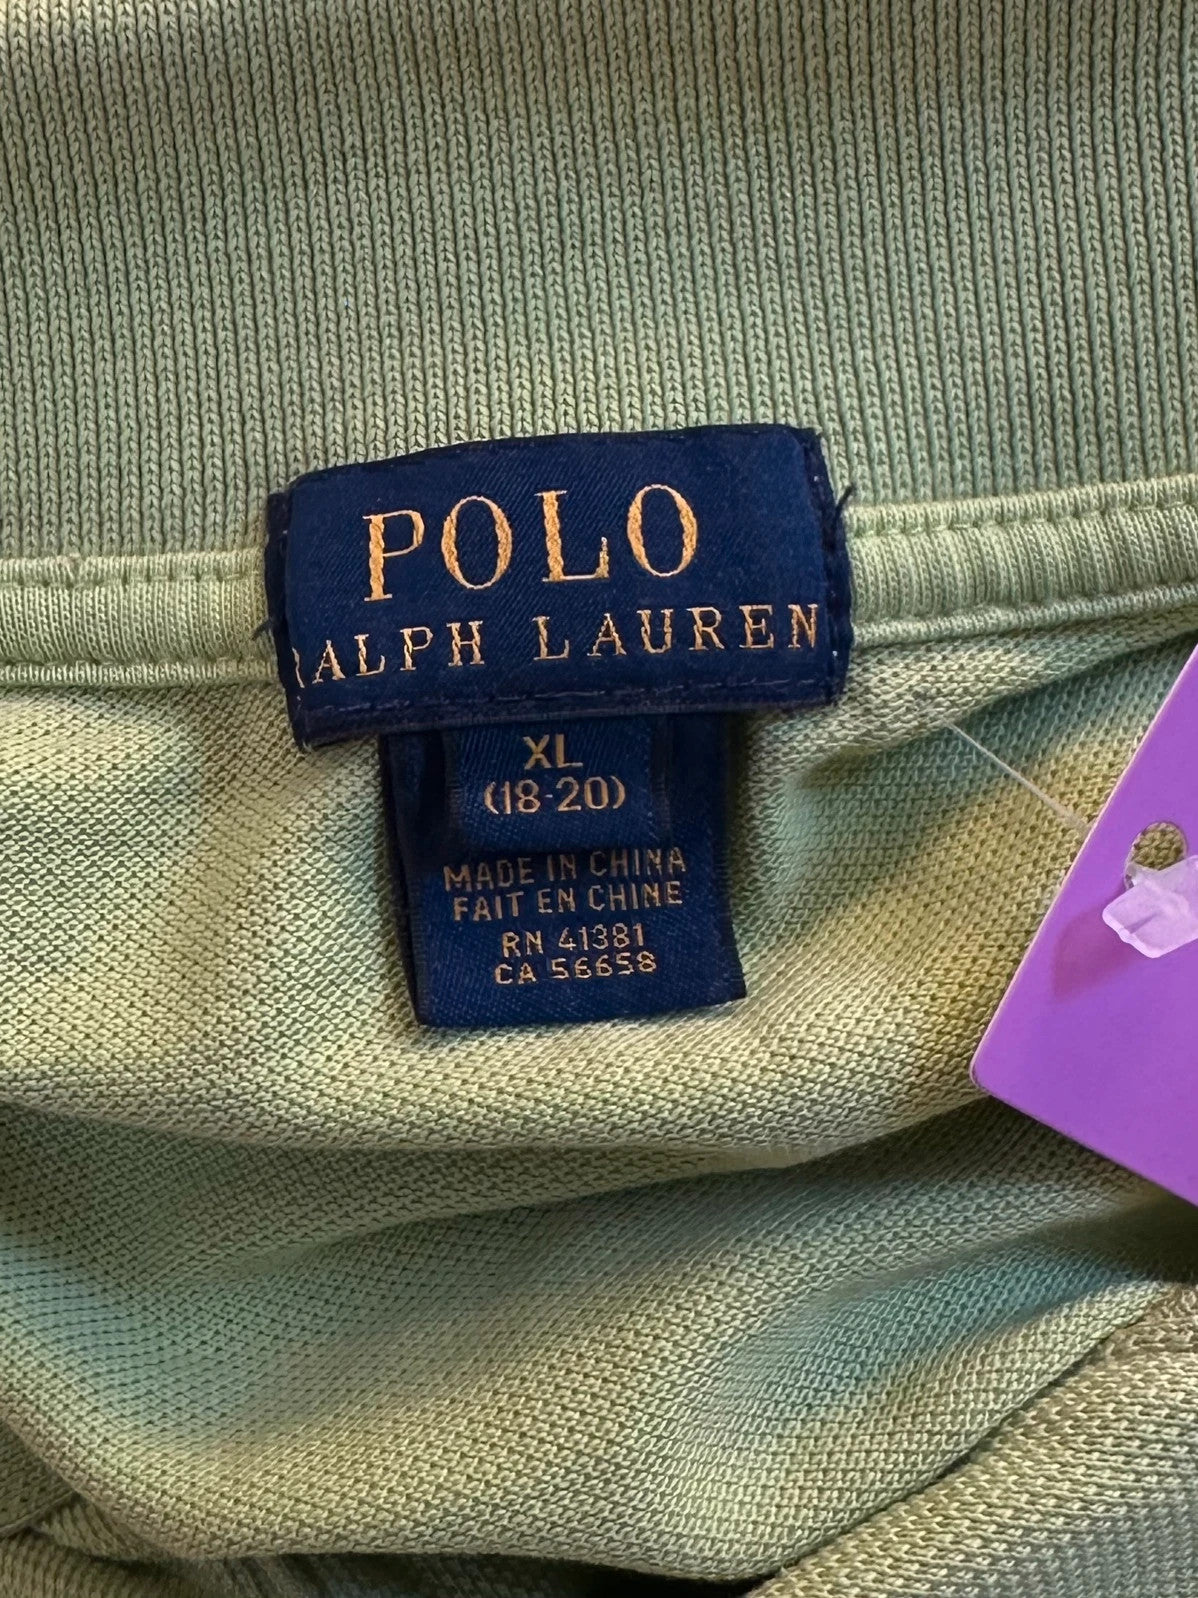 POLO
RALPH LAUREN
XL
(18-20)
MADE IN CHINA
FAIT EN CHINE
RN 41381
CA 56658